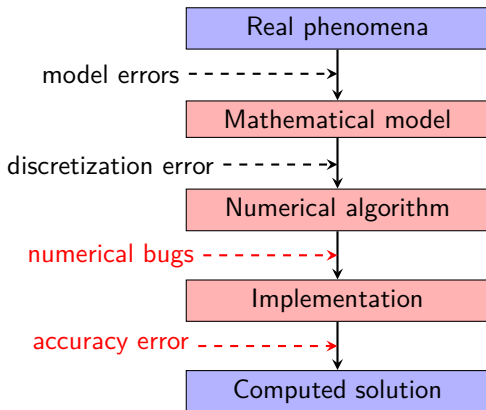 Real phenomena
model errors
Mathematical model
discretization error
Numerical algorithm
numerical bugs
Implementation
accuracy error
Computed solution